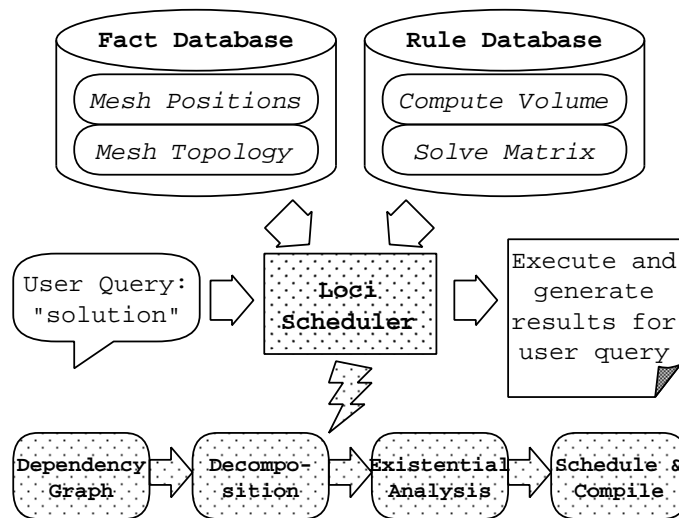 Fact Database
Mesh Positions
Mesh Topology
Rule Database
Compute Volume
Solve Matrix
User Query:
"solution"
Loci
Scheduler
Execute and
generate
results for
user query
Dependency
Graph
Decompo-
sition
Existential
Analysis
Schedule &
Compile